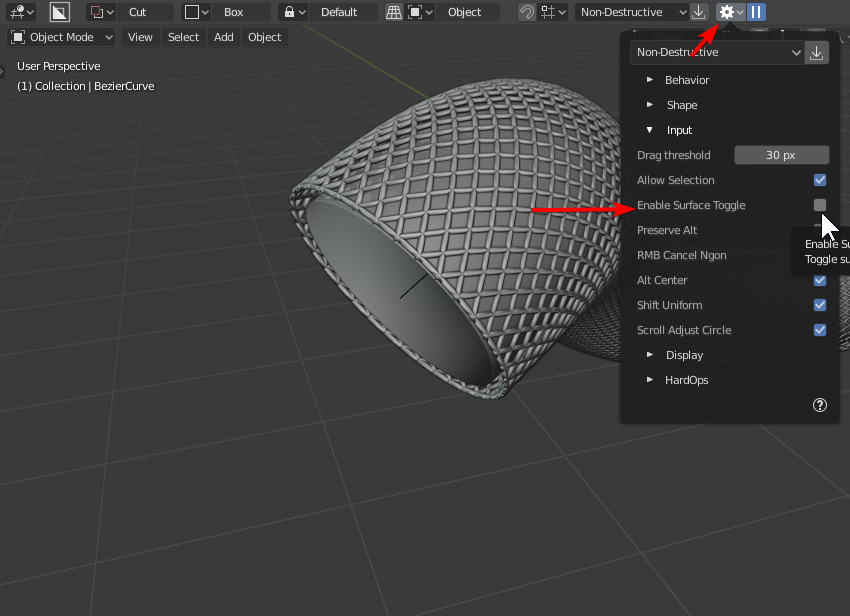 Cut Box Default Object Non-Destructive
Object Mode View Select Add Object
User Perspective
(1) Collection | BezierCurve
Non-Destructive
Behavior
Shape
Input
Drag threshold 30 px
Allow Selection
Enable Surface Toggle
Preserve Alt
Enable Su
RMB Cancel Ngon
Toggle su
Alt Center
Shift Uniform
Scroll Adjust Circle
Display
HardOps